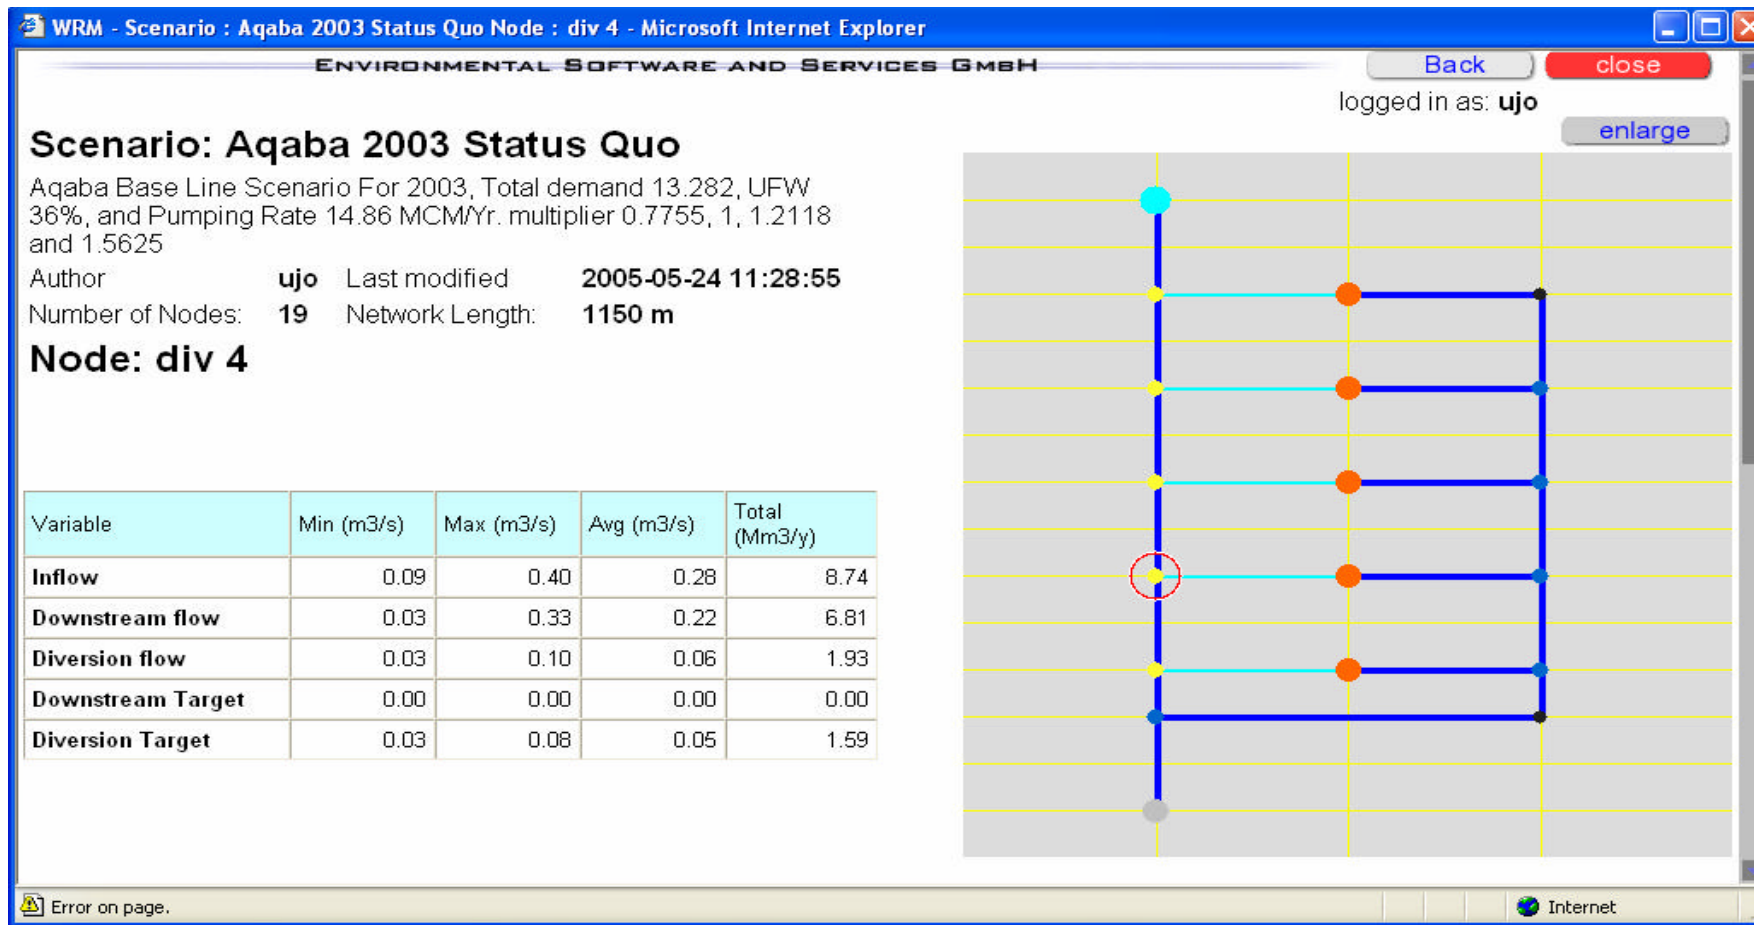 WRM - Scenario : Aqaba 2003 Status Quo Node : div 4 - Microsoft Internet Explorer
ENVIRONMENTAL SOFTWARE AND SERVICES GMBH
Back close
logged in as: ujo
enlarge
Scenario: Aqaba 2003 Status Quo
Aqaba Base Line Scenario For 2003, Total demand 13.282, UFW
36%, and Pumping Rate 14.86 MCM/Yr. multiplier 0.7755, 1, 1.2118
and 1.5625
Author ujo Last modified 2005-05-24 11:28:55
Number of Nodes: 19 Network Length: 1150 m
Node: div 4
Variable Min (m3/s) Max (m3/s) Avg (m3/s) Total (Mm3/y)
Inflow 0.09 0.40 0.28 8.74
Downstream flow 0.03 0.33 0.22 6.81
Diversion flow 0.03 0.10 0.06 1.93
Downstream Target 0.00 0.00 0.00 0.00
Diversion Target 0.03 0.08 0.05 1.59
Error on page. Internet